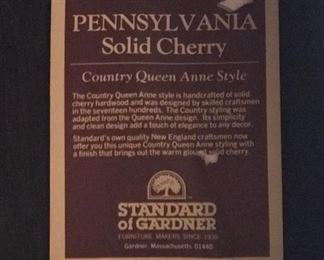 PENNSYLVANIA
Solid Cherry
Country Queen Anne Style
The Country Queen Anne style is handcrafted of solid
cherry hardwood and was designed by skilled craftsmen
in the seventeen hundreds. The Country styling was
adapted from the Queen Anne design. Its simplicity
and clean design add a touch of elegance to any decor.
Standard's own quality New England craftsmen now
offer you this unique Country Queen Anne styling with
a finish that brings out the warm glow solid cherry.
STANDARD
of GARDNER
FURNITURE MAKERS SINCE
Gardner, Massachusetts 01440